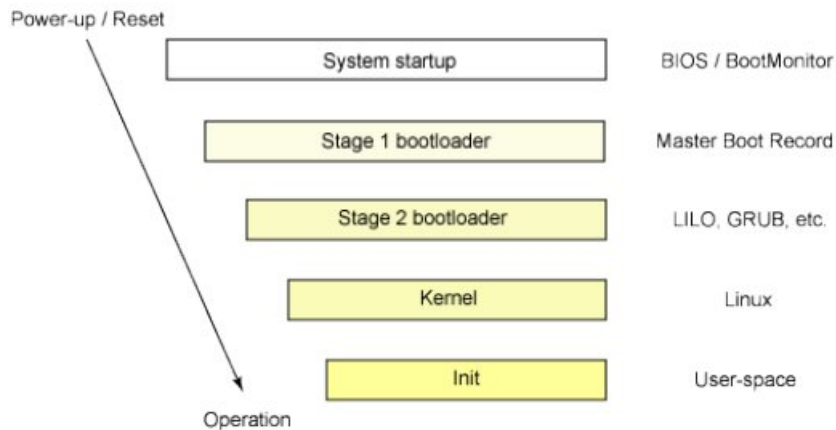 Power-up / Reset
System startup
BIOS / BootMonitor
Stage 1 bootloader
Master Boot Record
Stage 2 bootloader
LILO, GRUB, etc.
Kernel
Linux
Init
User-space
Operation